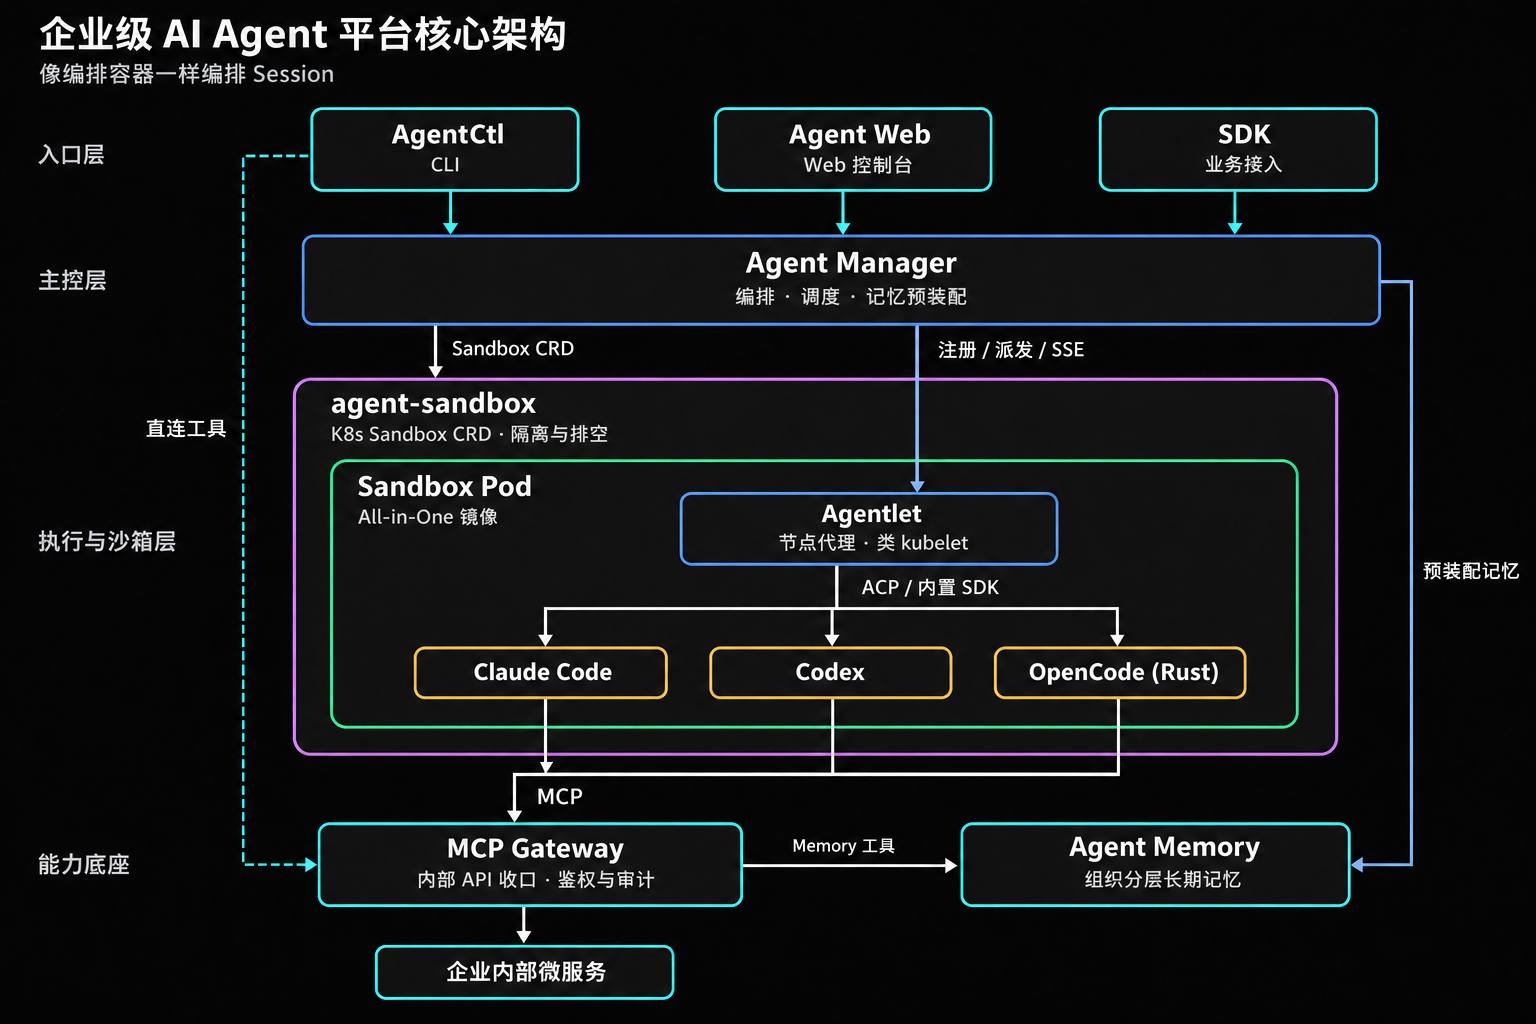 企业级 AI Agent 平台核心架构
像编排容器一样编排 Session
入口层
AgentCtl
CLI
Agent Web
Web 控制台
SDK
业务接入
主控层
Agent Manager
编排 · 调度 · 记忆预装配
Sandbox CRD
注册 / 派发 / SSE
直连工具
执行与沙箱层
agent-sandbox
K8s Sandbox CRD · 隔离与排空
Sandbox Pod
All-in-One 镜像
Agentlet
节点代理 · 类 kubelet
ACP / 内置 SDK
预装配记忆
Claude Code
Codex
OpenCode (Rust)
MCP
能力底座
MCP Gateway
内部 API 收口 · 鉴权与审计
Memory 工具
Agent Memory
组织分层长期记忆
企业内部微服务